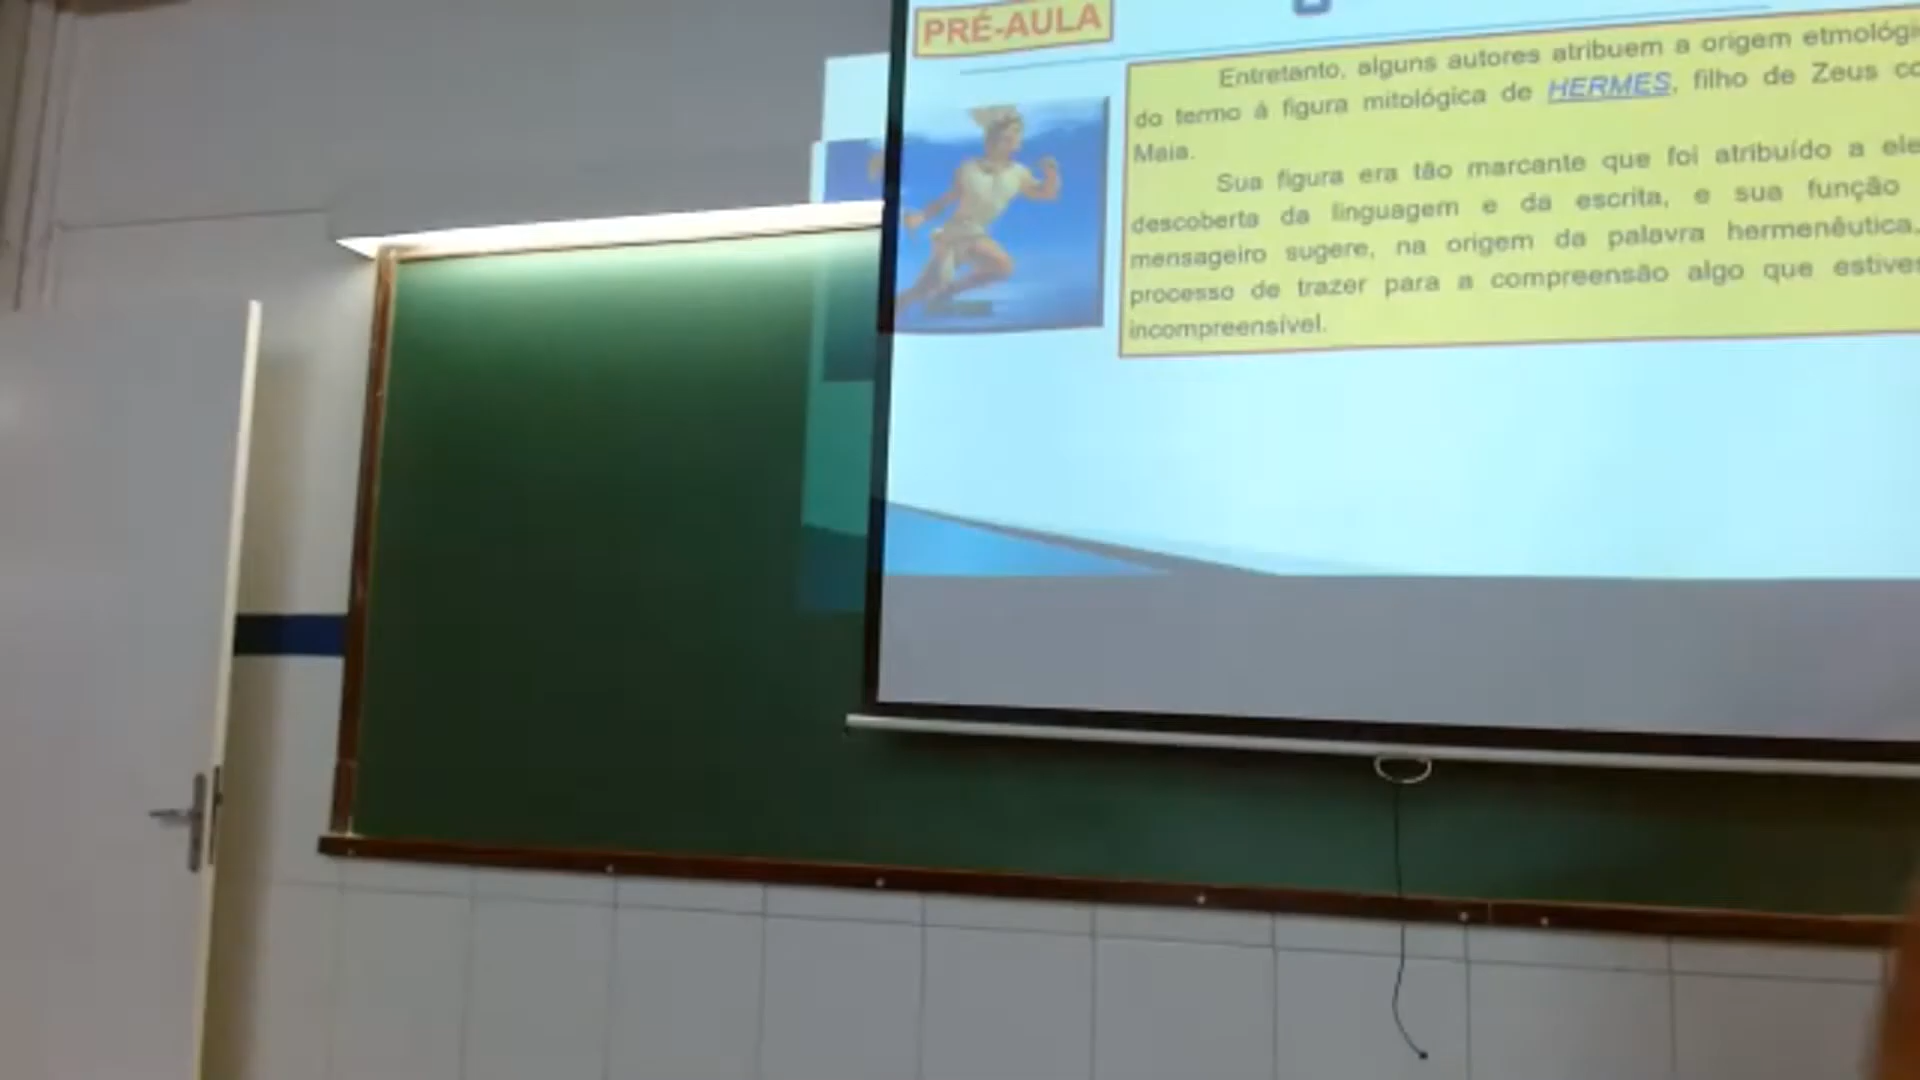 PRÉ-AULA
Entretanto, alguns autores atribuem a origem etmológi
do termo á figura mitológica de HERMES, filho de Zeus co
Maia.
Sua figura era tão marcante que foi atribuído a ele
descoberta da linguagem e da escrita, e sua função
mensageiro sugere, na origem da palavra hermenêutica,
processo de trazer para a compreensão algo que estives
incompreensível.